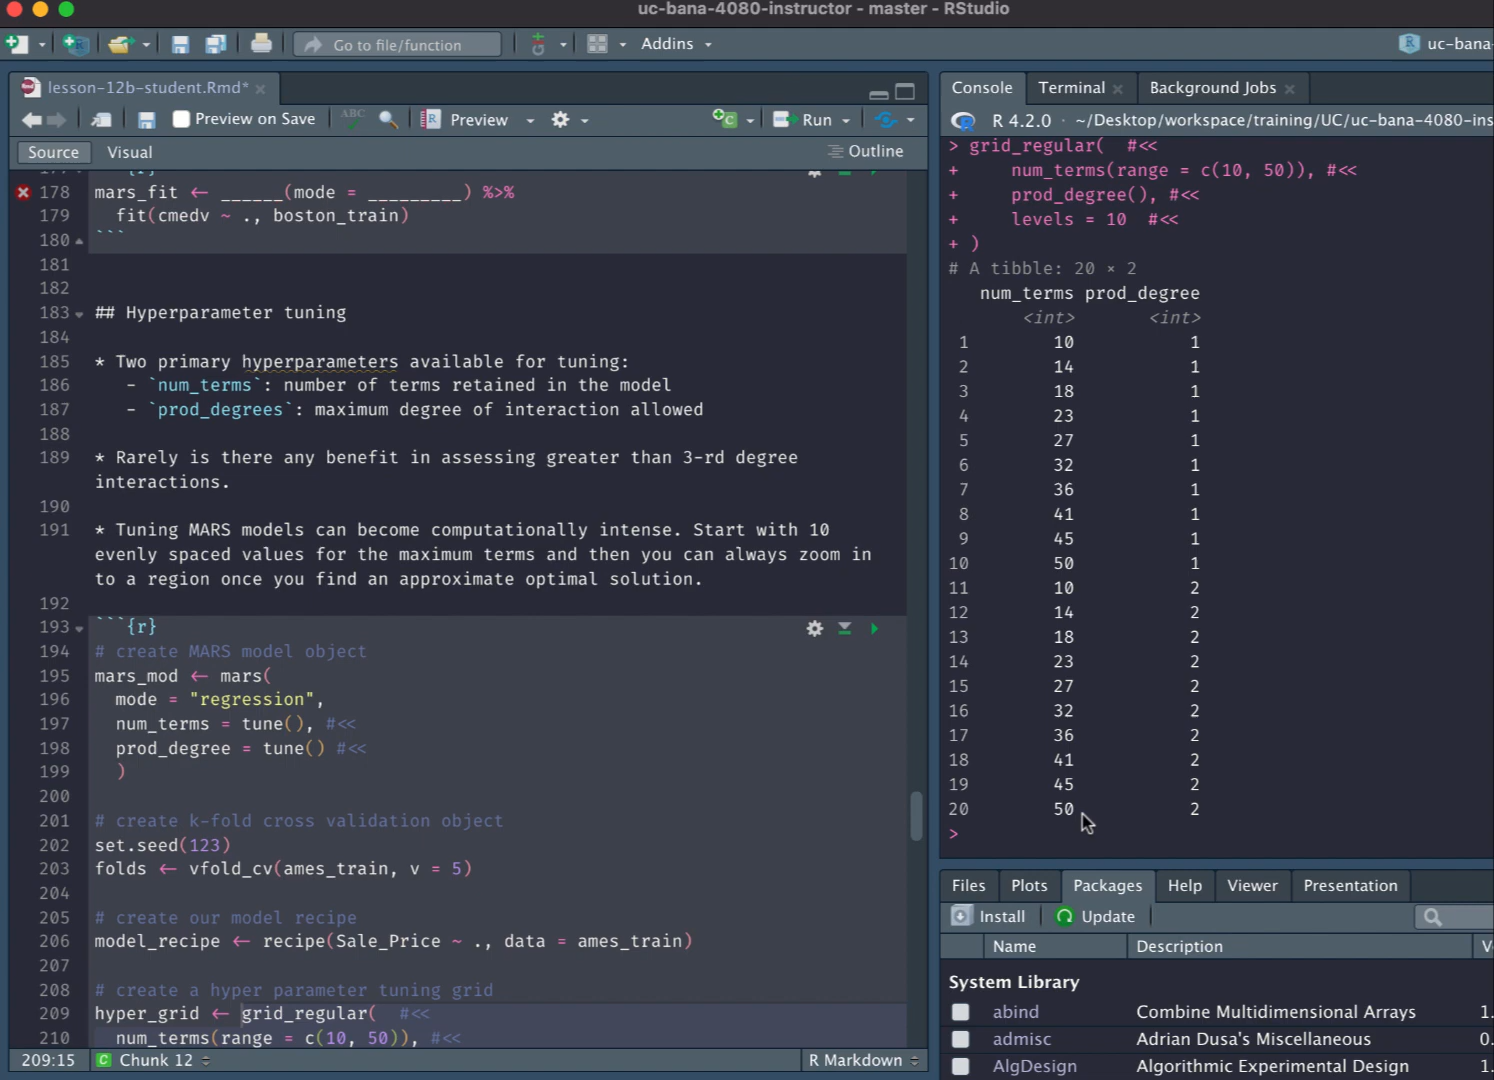 uc-bana-4080-instructor - master - RStudio
Go to file/function
Addins
uc-bana-
lesson-12b-student.Rmd*
Preview on Save
ABC
Preview
Run
Source
Visual
Outline
178 mars_fit ← ______(mode = _________) %>%
179 fit(cmedv ~ ., boston_train)
180 ```
181
182
183 ## Hyperparameter tuning
184
185 * Two primary hyperparameters available for tuning:
186 - `num_terms`: number of terms retained in the model
187 - `prod_degrees`: maximum degree of interaction allowed
188
189 * Rarely is there any benefit in assessing greater than 3-rd degree
interactions.
190
191 * Tuning MARS models can become computationally intense. Start with 10
evenly spaced values for the maximum terms and then you can always zoom in
to a region once you find an approximate optimal solution.
192
193 ```{r}
194 # create MARS model object
195 mars_mod ← mars(
196 mode = "regression",
197 num_terms = tune(), #<<
198 prod_degree = tune() #<<
199 )
200
201 # create k-fold cross validation object
202 set.seed(123)
203 folds ← vfold_cv(ames_train, v = 5)
204
205 # create our model recipe
206 model_recipe ← recipe(Sale_Price ~ ., data = ames_train)
207
208 # create a hyper parameter tuning grid
209 hyper_grid ← grid_regular( #<<
210 num_terms(range = c(10, 50)), #<<
209:15
C Chunk 12
R Markdown
Console
Terminal
Background Jobs
R 4.2.0 · ~/Desktop/workspace/training/UC/uc-bana-4080-ins
> grid_regular( #<<
+ num_terms(range = c(10, 50)), #<<
+ prod_degree(), #<<
+ levels = 10 #<<
+ )
# A tibble: 20 × 2
num_terms prod_degree
<int> <int>
1 10 1
2 14 1
3 18 1
4 23 1
5 27 1
6 32 1
7 36 1
8 41 1
9 45 1
10 50 1
11 10 2
12 14 2
13 18 2
14 23 2
15 27 2
16 32 2
17 36 2
18 41 2
19 45 2
20 50 2
>
Files
Plots
Packages
Help
Viewer
Presentation
Install
Update
Name
Description
V
System Library
abind Combine Multidimensional Arrays 1.
admisc Adrian Dusa's Miscellaneous 0.
AlgDesign Algorithmic Experimental Design 1.